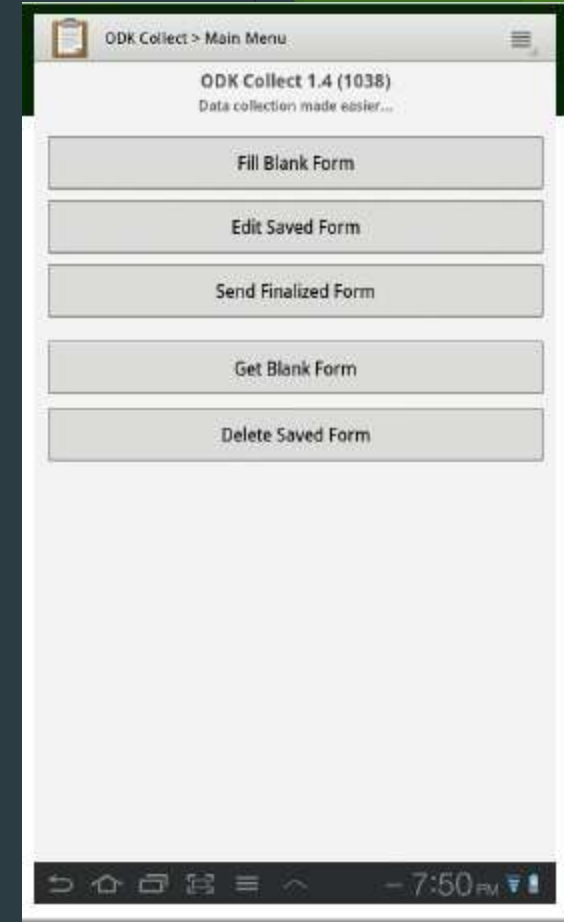 ODK Collect > Main Menu
ODK Collect 1.4 (1038)
Data collection made easier...
Fill Blank Form
Edit Saved Form
Send Finalized Form
Get Blank Form
Delete Saved Form
7:50 PM